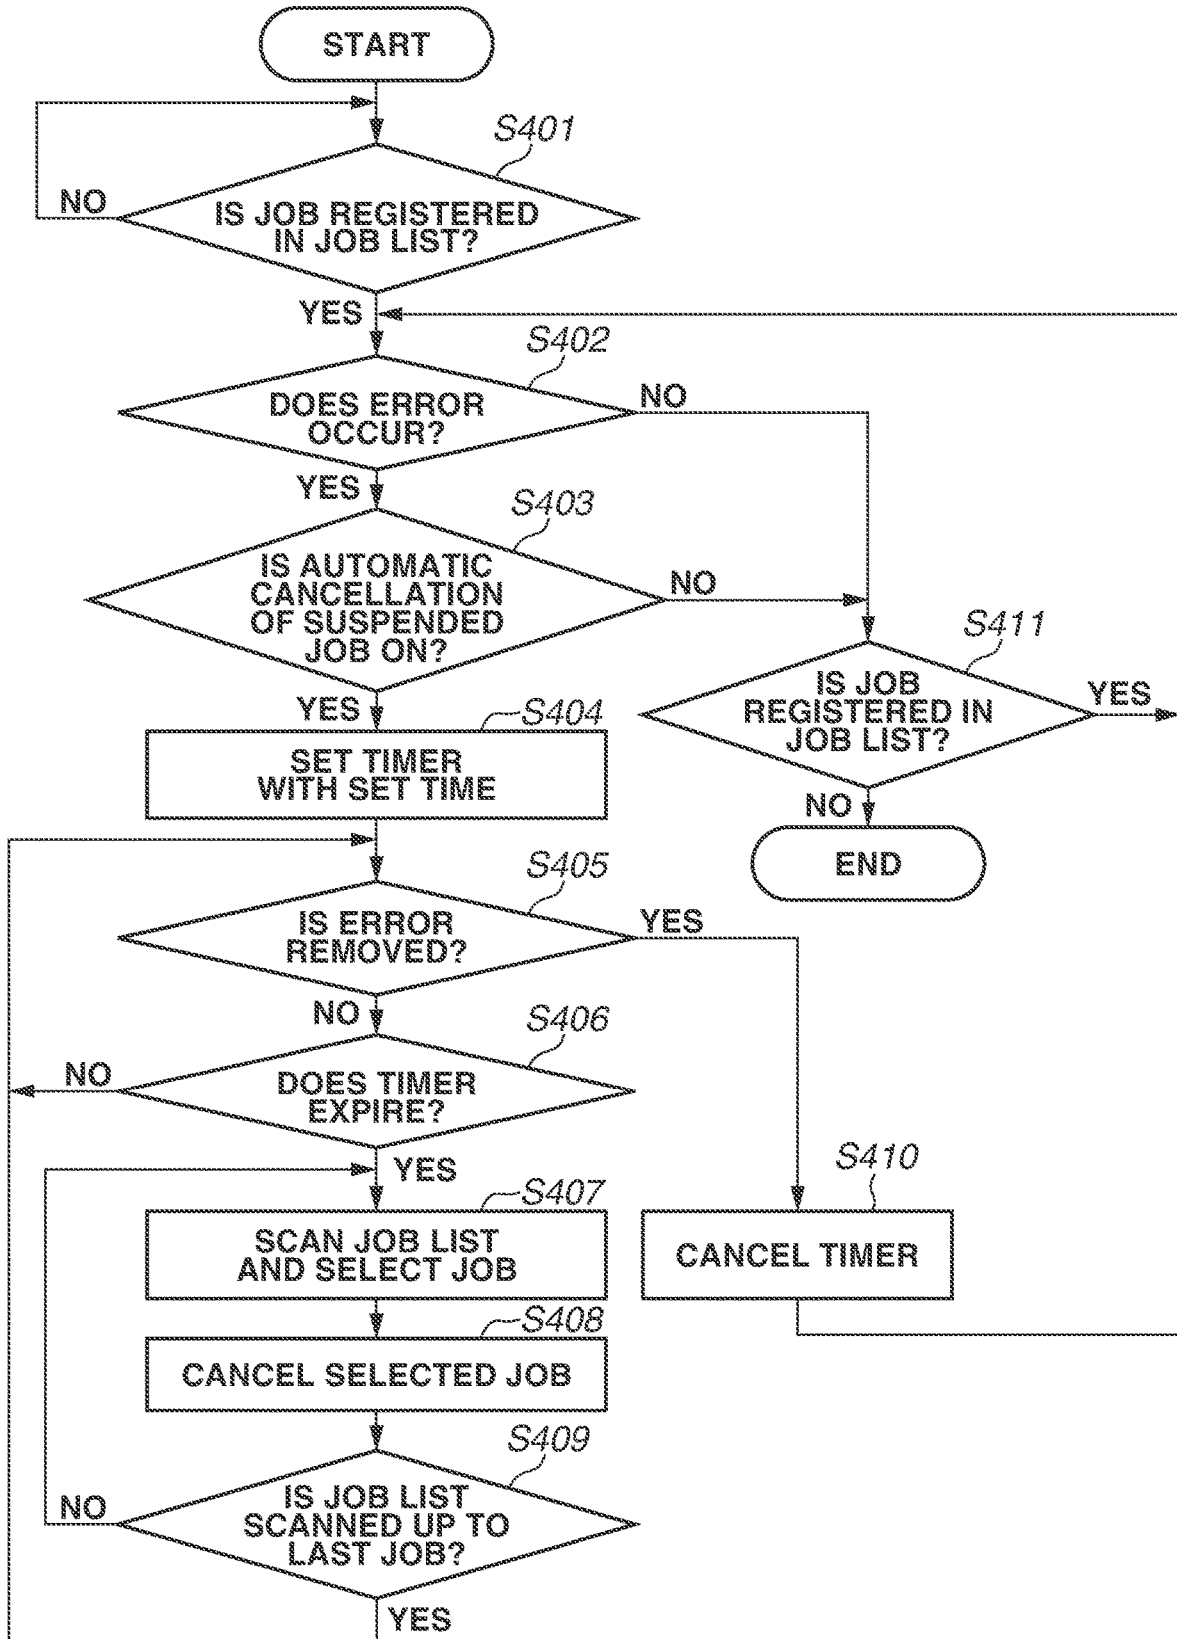 START
S401
NO
IS JOB REGISTERED
IN JOB LIST?
YES
S402
DOES ERROR
OCCUR?
NO
YES
S403
IS AUTOMATIC
CANCELLATION
OF SUSPENDED
JOB ON?
NO
YES
S411
IS JOB
REGISTERED IN
JOB LIST?
YES
NO
END
S404
SET TIMER
WITH SET TIME
S405
IS ERROR
REMOVED?
YES
NO
S406
NO
DOES TIMER
EXPIRE?
YES
S410
CANCEL TIMER
S407
SCAN JOB LIST
AND SELECT JOB
S408
CANCEL SELECTED JOB
S409
NO
IS JOB LIST
SCANNED UP TO
LAST JOB?
YES